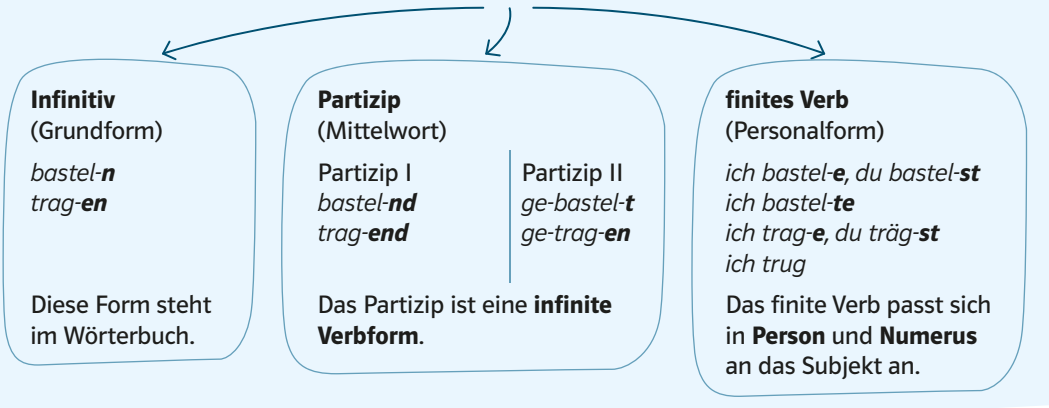 Infinitiv
(Grundform)
bastel-n
trag-en
Diese Form steht
im Wörterbuch.
Partizip
(Mittelwort)
Partizip I
bastel-nd
trag-end
Partizip II
ge-bastel-t
ge-trag-en
Das Partizip ist eine infinite
Verbform.
finites Verb
(Personalform)
ich bastel-e, du bastel-st
ich bastel-te
ich trag-e, du träg-st
ich trug
Das finite Verb passt sich
in Person und Numerus
an das Subjekt an.